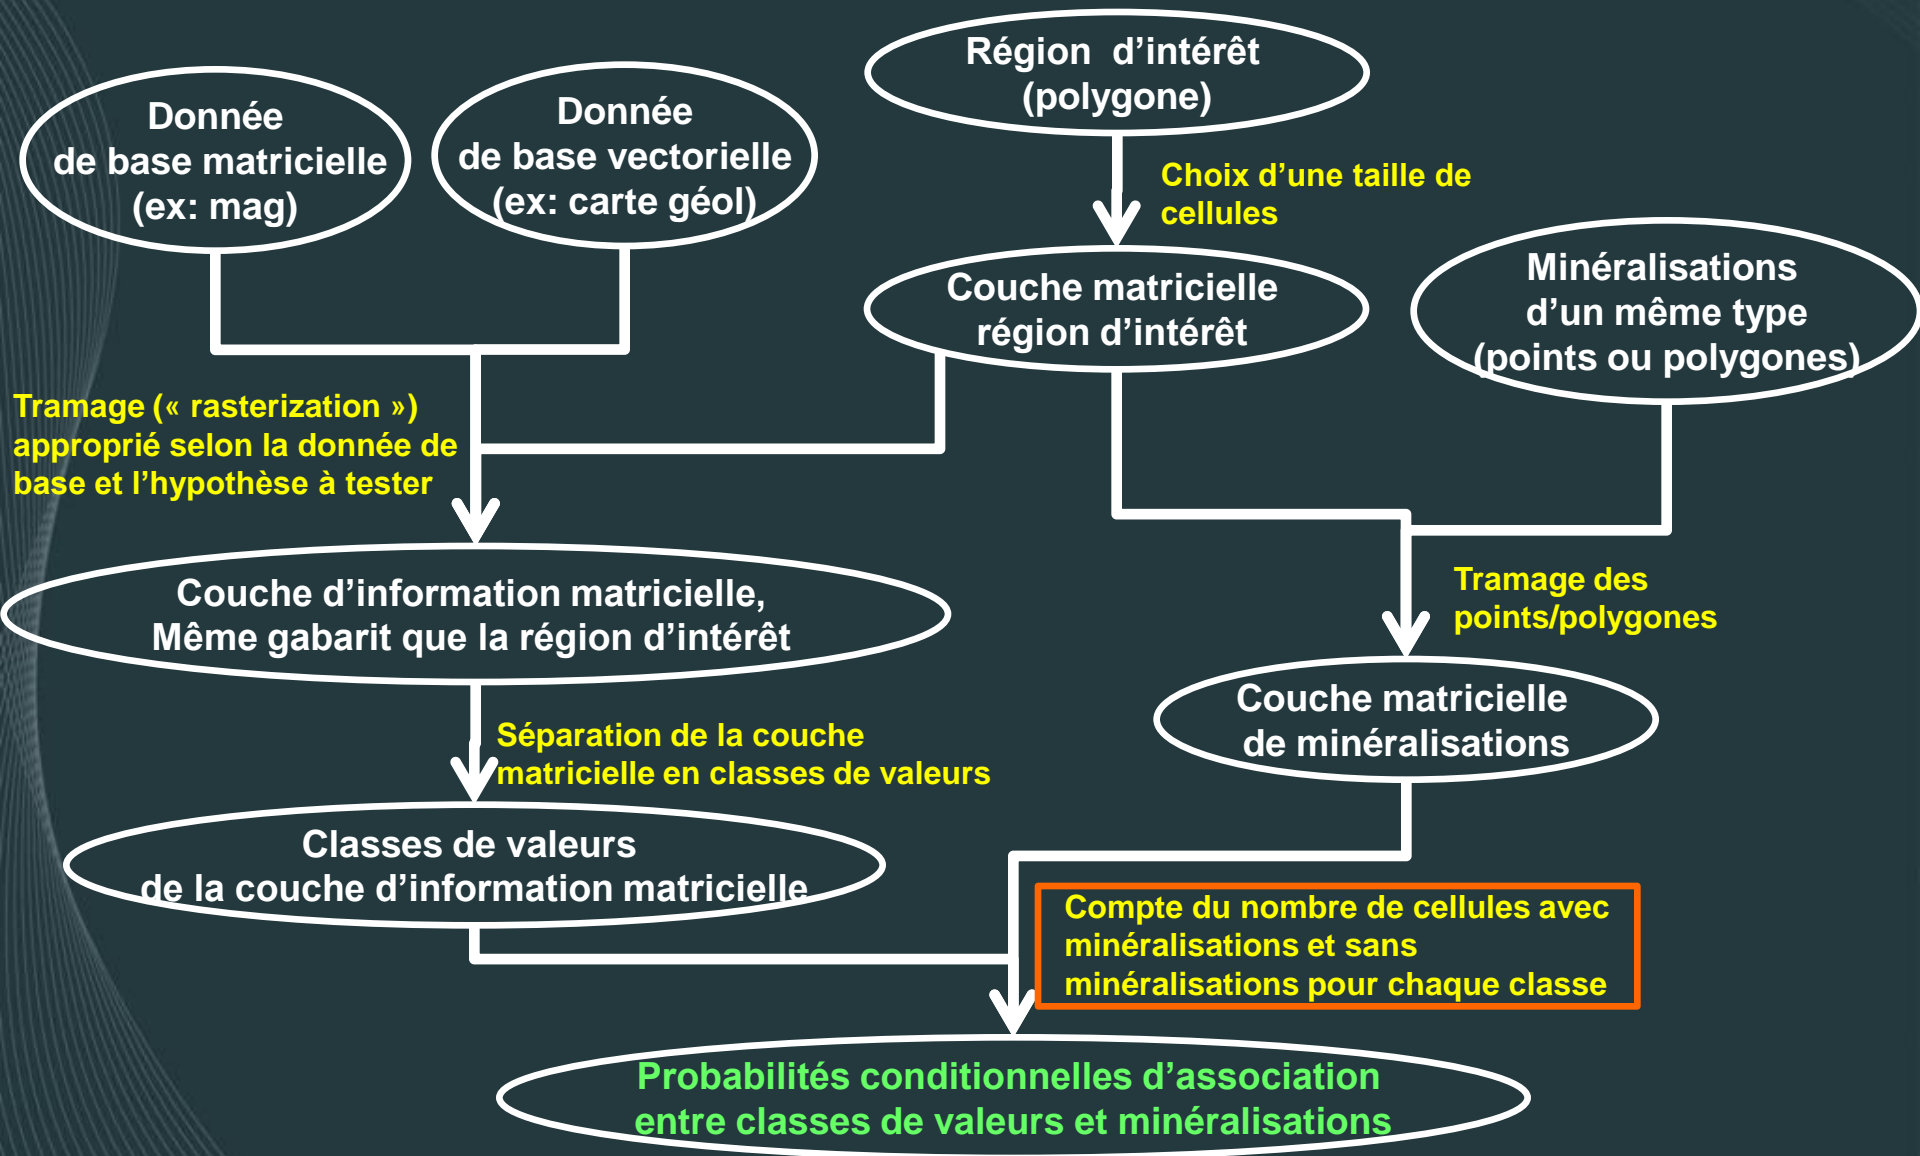 Région d’intérêt
(polygone)
Donnée
de base matricielle
(ex: mag)
Donnée
de base vectorielle
(ex: carte géol)
Choix d’une taille de
cellules
Couche matricielle
région d’intérêt
Minéralisations
d’un même type
(points ou polygones)
Tramage (« rasterization »)
approprié selon la donnée de
base et l’hypothèse à tester
Couche d’information matricielle,
Même gabarit que la région d’intérêt
Tramage des
points/polygones
Couche matricielle
de minéralisations
Séparation de la couche
matricielle en classes de valeurs
Classes de valeurs
de la couche d’information matricielle
Compte du nombre de cellules avec
minéralisations et sans
minéralisations pour chaque classe
Probabilités conditionnelles d’association
entre classes de valeurs et minéralisations